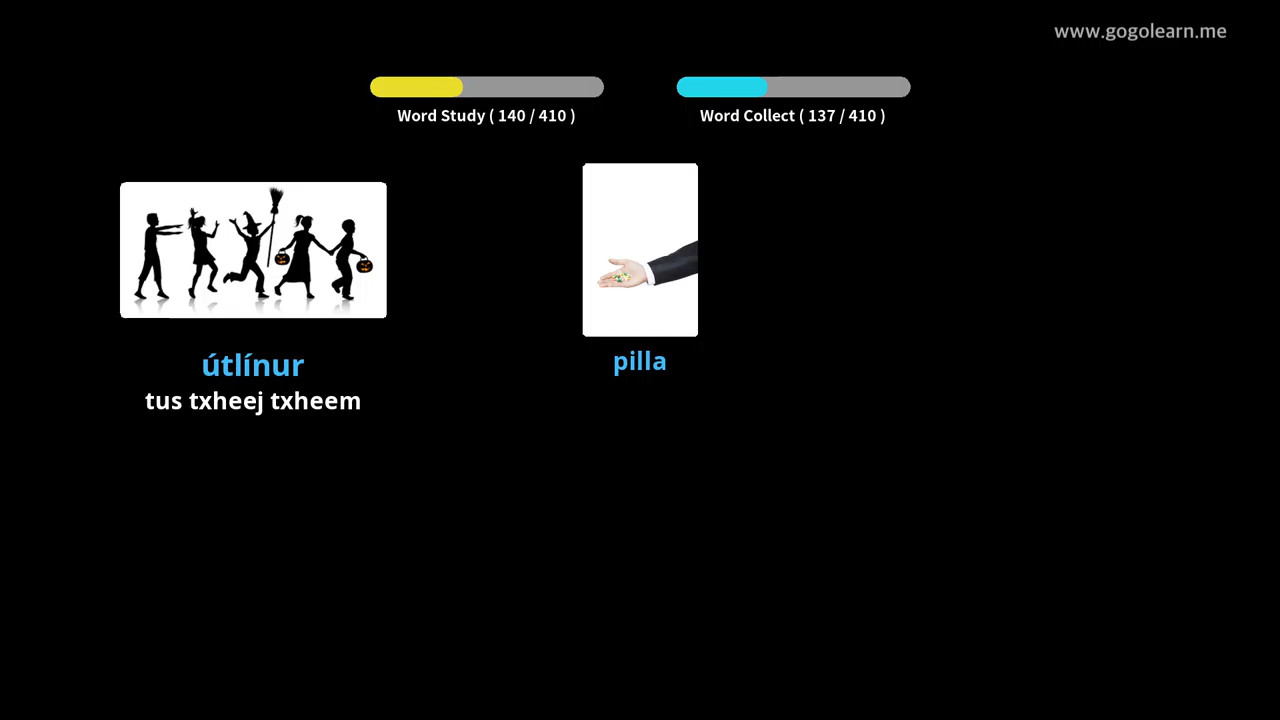 www.gogolearn.me
Word Study ( 140 / 410 )
Word Collect ( 137 / 410 )
útlínur
tus txheej txheem
pilla